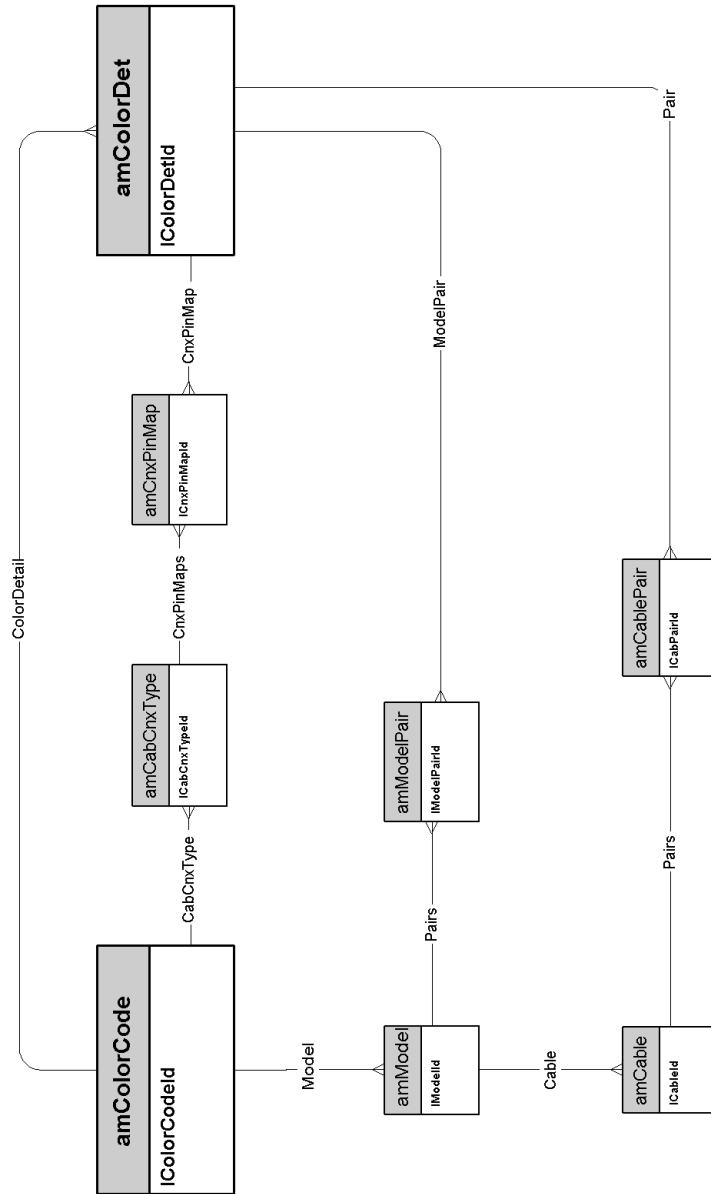 ColorDetail
amColorCode
lColorCodeId
CabCnxType
amCabCnxType
lCabCnxTypeId
CnxPinMaps
amCnxPinMap
lCnxPinMapId
CnxPinMap
amColorDet
lColorDetId
Model
amModel
lModelId
Pairs
amModelPair
lModelPairId
ModelPair
Cable
amCable
lCableId
Pairs
amCablePair
lCabPairId
Pair